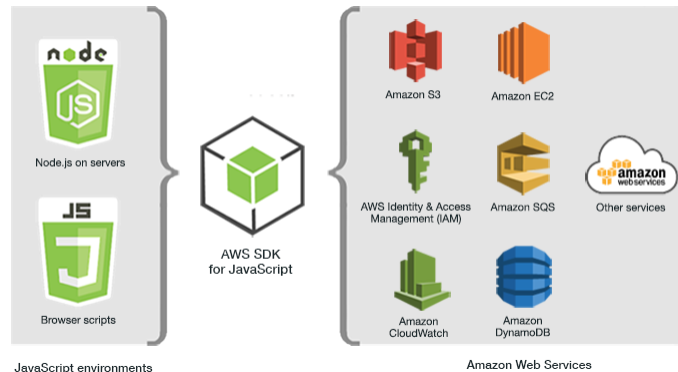 node
JS
Node.js on servers
JS
Browser scripts
JavaScript environments
AWS SDK
for JavaScript
Amazon S3
Amazon EC2
AWS Identity & Access
Management (IAM)
Amazon SQS
amazon
webservices
Other services
Amazon
CloudWatch
Amazon
DynamoDB
Amazon Web Services